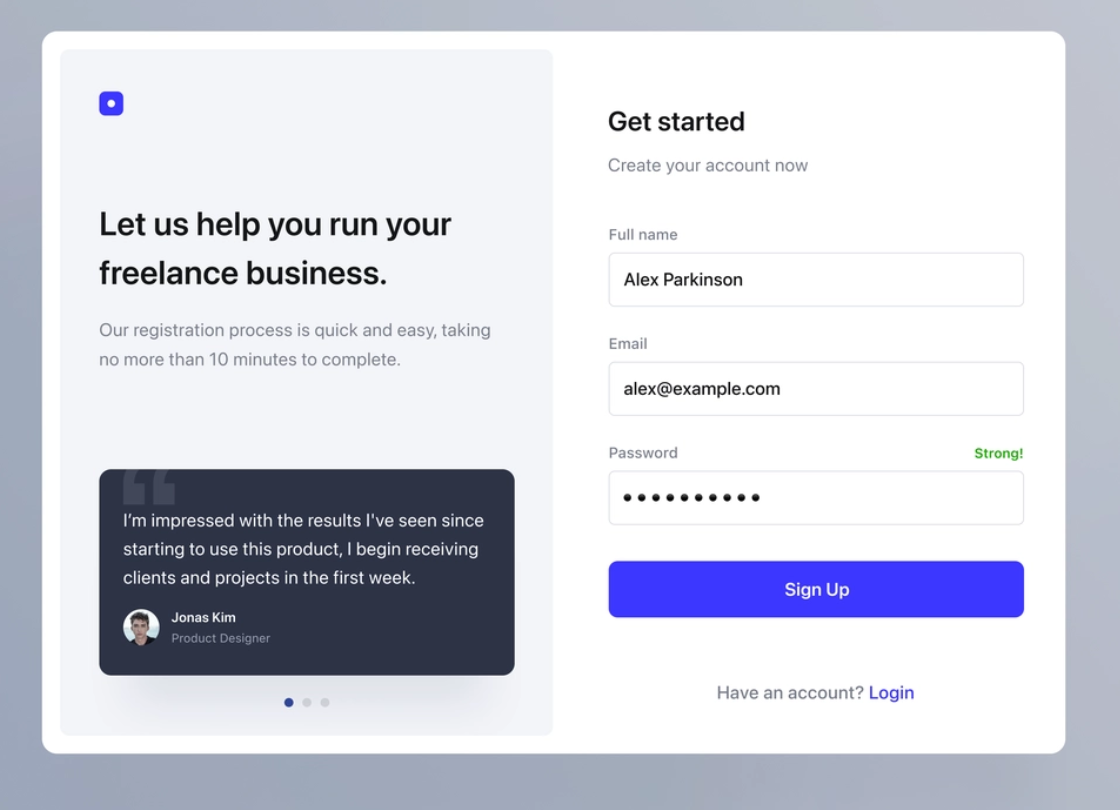 Let us help you run your
freelance business.
Our registration process is quick and easy, taking
no more than 10 minutes to complete.
“
I’m impressed with the results I've seen since
starting to use this product, I begin receiving
clients and projects in the first week.
Jonas Kim
Product Designer
Get started
Create your account now
Full name
Alex Parkinson
Email
alex@example.com
Password
Strong!
Sign Up
Have an account? Login